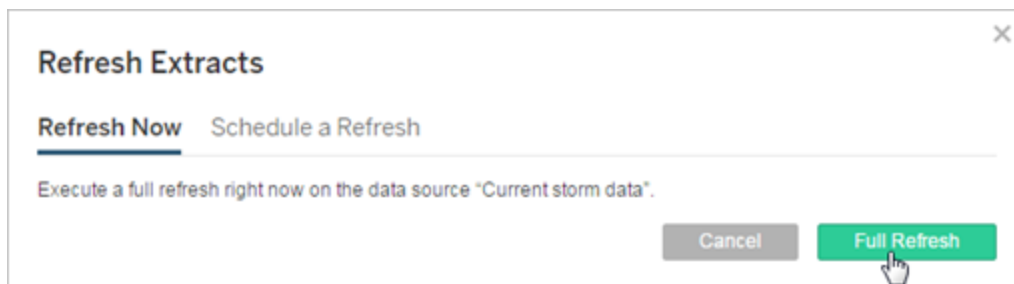 Refresh Extracts
Refresh Now Schedule a Refresh
Execute a full refresh right now on the data source "Current storm data".
Cancel Full Refresh